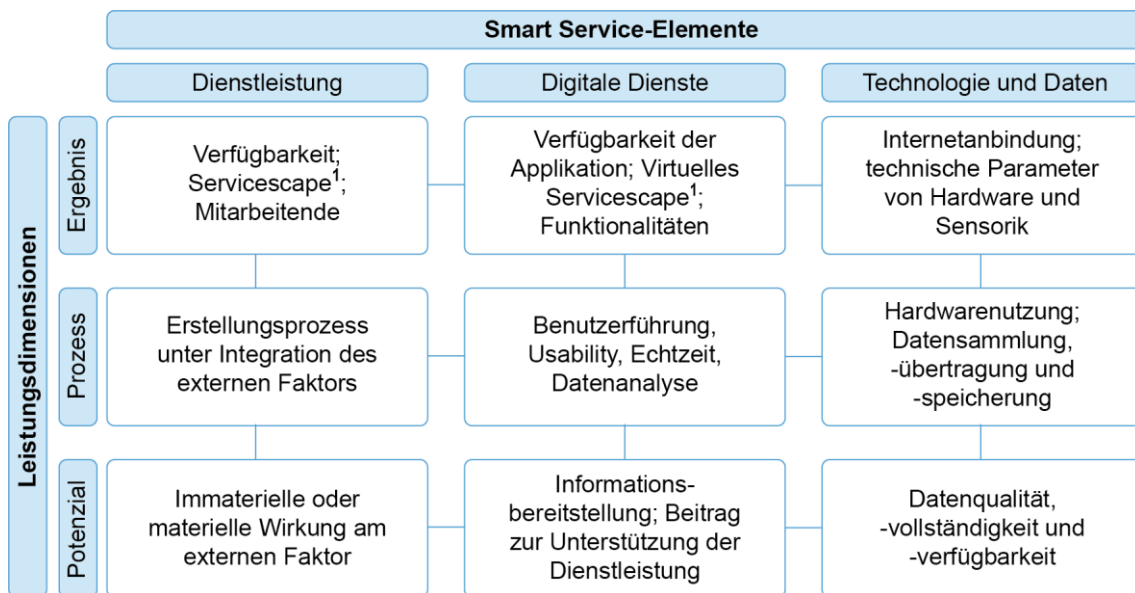 Smart Service-Elemente
Dienstleistung
Digitale Dienste
Technologie und Daten
Leistungsdimensionen
Ergebnis
Verfügbarkeit;
Servicescape¹;
Mitarbeitende
Verfügbarkeit der
Applikation; Virtuelles
Servicescape¹;
Funktionalitäten
Internetanbindung;
technische Parameter
von Hardware und
Sensorik
Prozess
Erstellungsprozess
unter Integration des
externen Faktors
Benutzerführung,
Usability, Echtzeit,
Datenanalyse
Hardwarenutzung;
Datensammlung,
-übertragung und
-speicherung
Potenzial
Immaterielle oder
materielle Wirkung am
externen Faktor
Informations-
bereitstellung; Beitrag
zur Unterstützung der
Dienstleistung
Datenqualität,
-vollständigkeit und
-verfügbarkeit